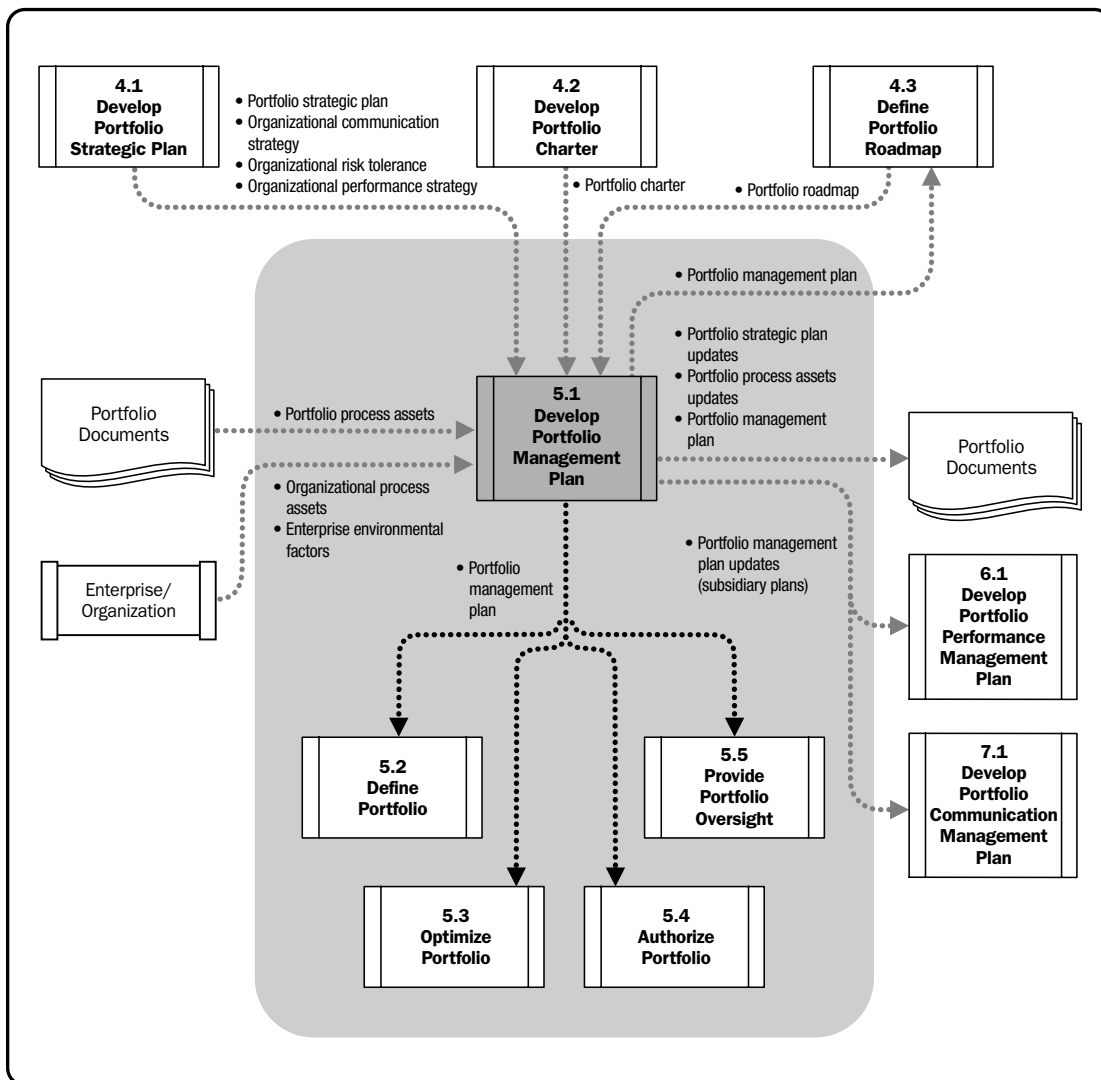 4.1
Develop
Portfolio
Strategic Plan
• Portfolio strategic plan
• Organizational communication
strategy
• Organizational risk tolerance
• Organizational performance strategy
4.2
Develop
Portfolio
Charter
• Portfolio charter
4.3
Define
Portfolio
Roadmap
• Portfolio roadmap
• Portfolio management plan
• Portfolio strategic plan
updates
• Portfolio process assets
updates
• Portfolio management
plan
Portfolio
Documents
• Portfolio process assets
5.1
Develop
Portfolio
Management
Plan
Portfolio
Documents
• Organizational process
assets
• Enterprise environmental
factors
Enterprise/
Organization
• Portfolio
management
plan
• Portfolio management
plan updates
(subsidiary plans)
6.1
Develop
Portfolio
Performance
Management
Plan
5.2
Define
Portfolio
5.5
Provide
Portfolio
Oversight
7.1
Develop
Portfolio
Communication
Management
Plan
5.3
Optimize
Portfolio
5.4
Authorize
Portfolio